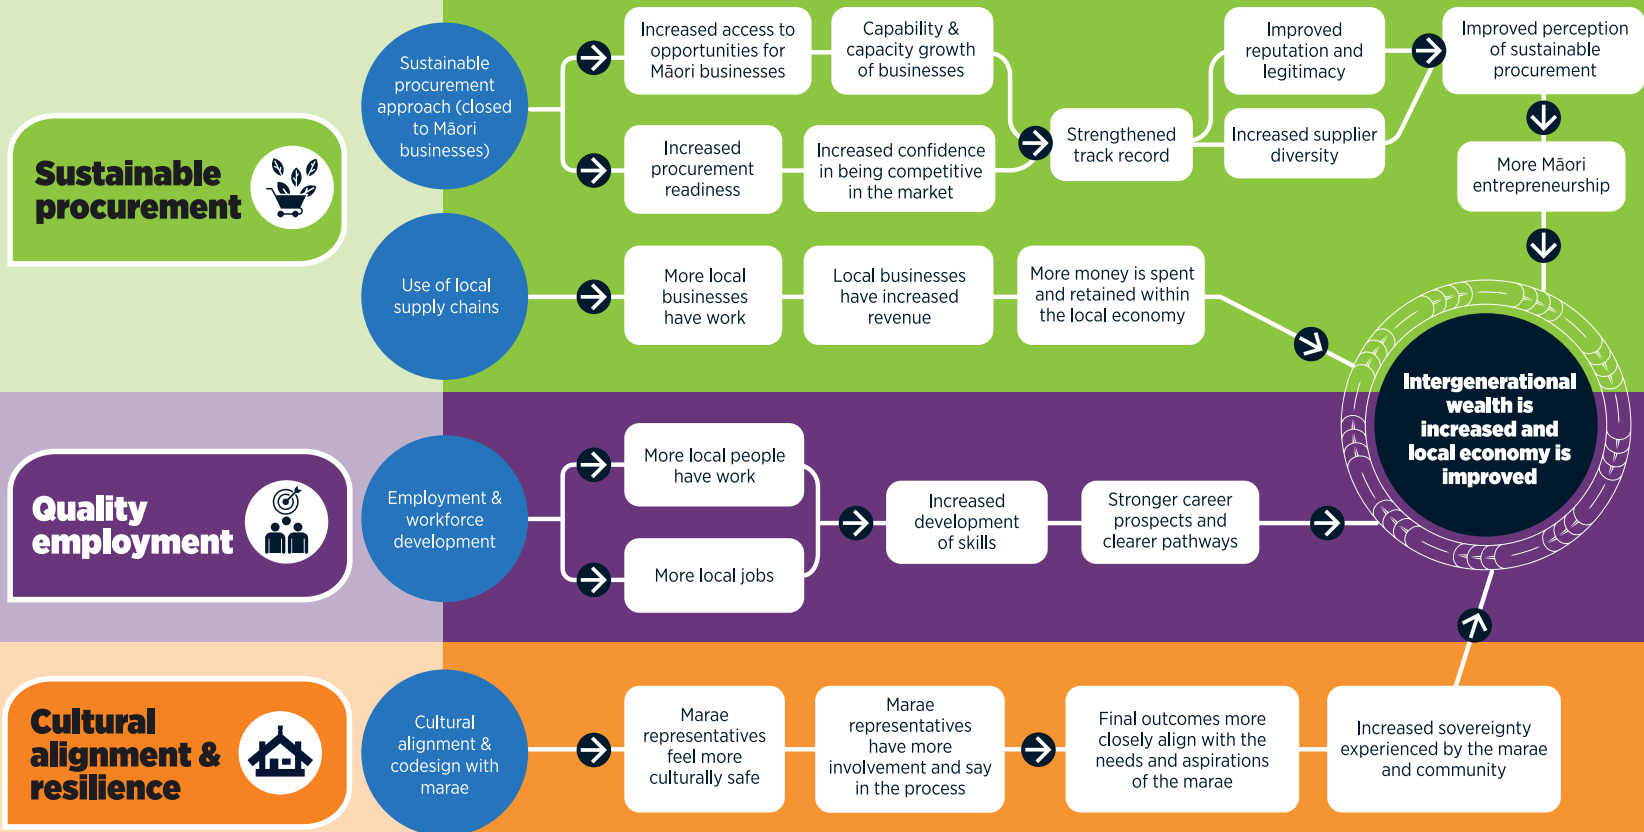 Sustainable
procurement
Sustainable
procurement
approach (closed
to Māori
businesses)
Increased access to
opportunities for
Māori businesses
Capability &
capacity growth
of businesses
Increased
procurement
readiness
Increased confidence
in being competitive
in the market
Strengthened
track record
Improved
reputation and
legitimacy
Increased supplier
diversity
Improved perception
of sustainable
procurement
More Māori
entrepreneurship
Use of local
supply chains
More local
businesses
have work
Local businesses
have increased
revenue
More money is spent
and retained within
the local economy
Intergenerational
wealth is
increased and
local economy is
improved
Quality
employment
Employment &
workforce
development
More local people
have work
More local jobs
Increased
development
of skills
Stronger career
prospects and
clearer pathways
Cultural
alignment &
resilience
Cultural
alignment &
codesign with
marae
Marae
representatives
feel more
culturally safe
Marae
representatives
have more
involvement and say
in the process
Final outcomes more
closely align with the
needs and aspirations
of the marae
Increased sovereignty
experienced by the marae
and community